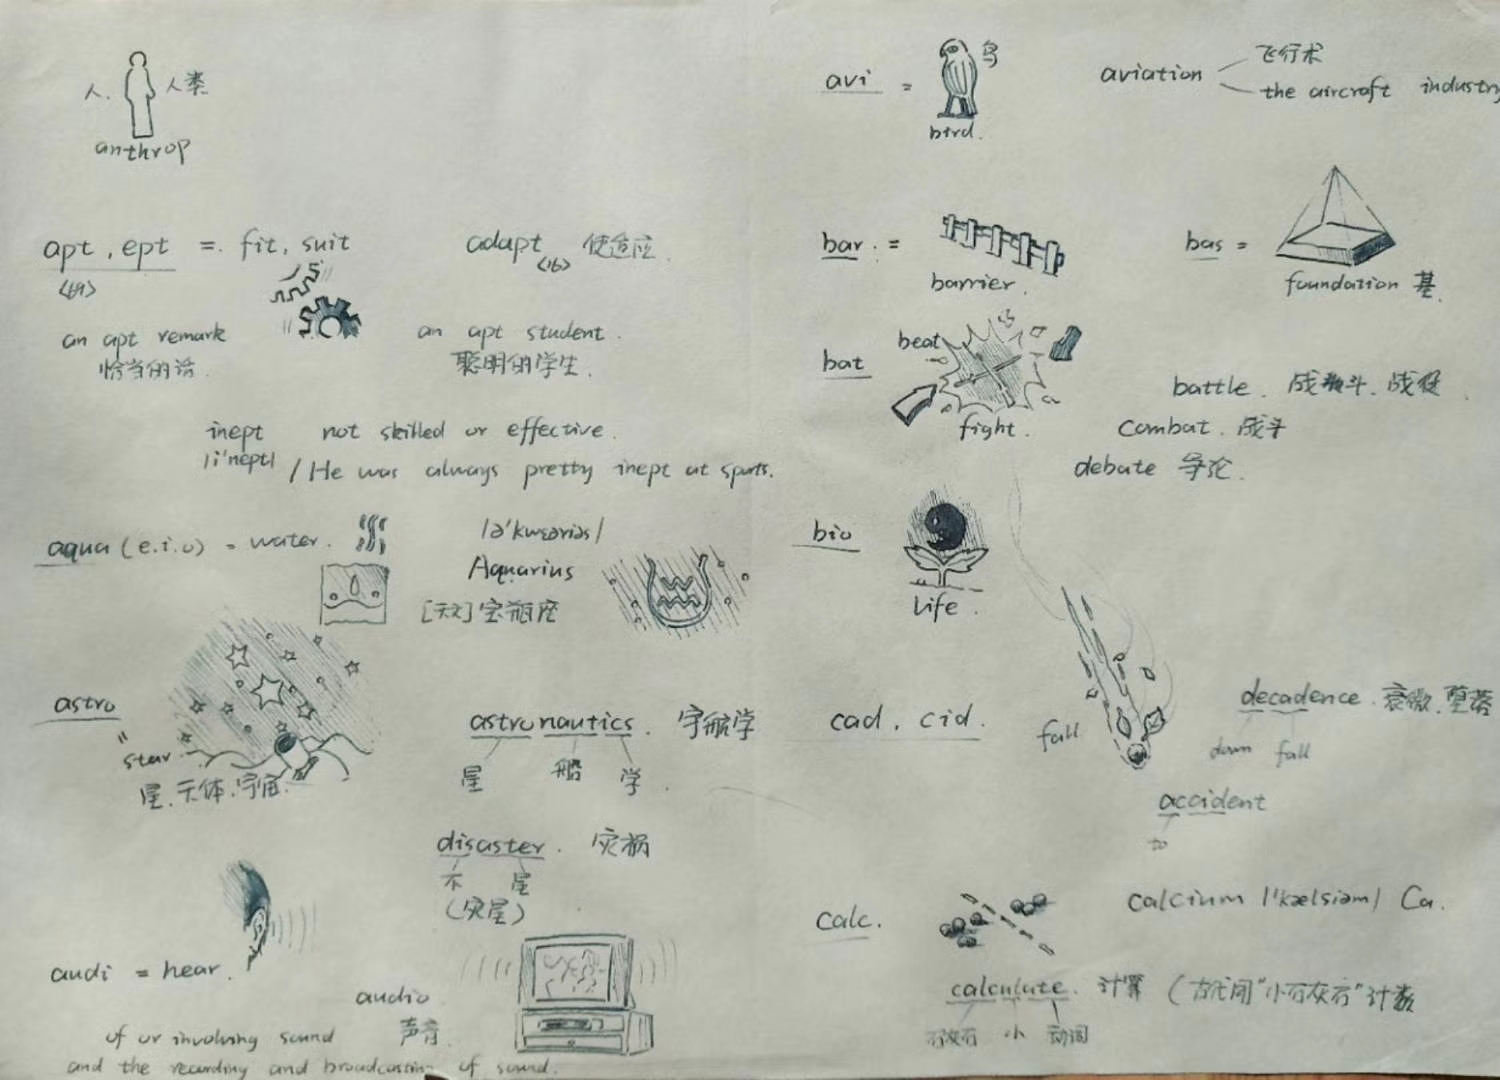 人. 人类
anthrop
apt, ept = fit, suit
adapt 使适应
an apt remark
恰当的话
an apt student.
聪明的学生.
inept not skilled or effective.
/i'nept/ / He was always pretty inept at sports.
aqua (e.i.o) = water.
/ə'kwεəriəs/
Aquarius
[天文] 宝瓶座
astro
= star
星.天体.宇宙.
astronautics. 宇航学
星 船 学
disaster. 灾祸
不 星
(灾星)
audi = hear.
audio
声音.
of or involving sound
and the recording and broadcasting of sound.
avi = 鸟
bird.
aviation 飞行术
the aircraft industry
bar. =
barrier.
bas =
foundation 基
bat
beat
fight.
battle. 战斗.战役.
combat. 战斗
debate 争论.
bio
life.
cad, cid.
fall
decadence. 衰微.堕落
down fall
accident
to
calc.
calcium /'kælsiəm/ Ca.
calculate. 计算 (古代用"小石灰石"计数
石灰石 小 动词